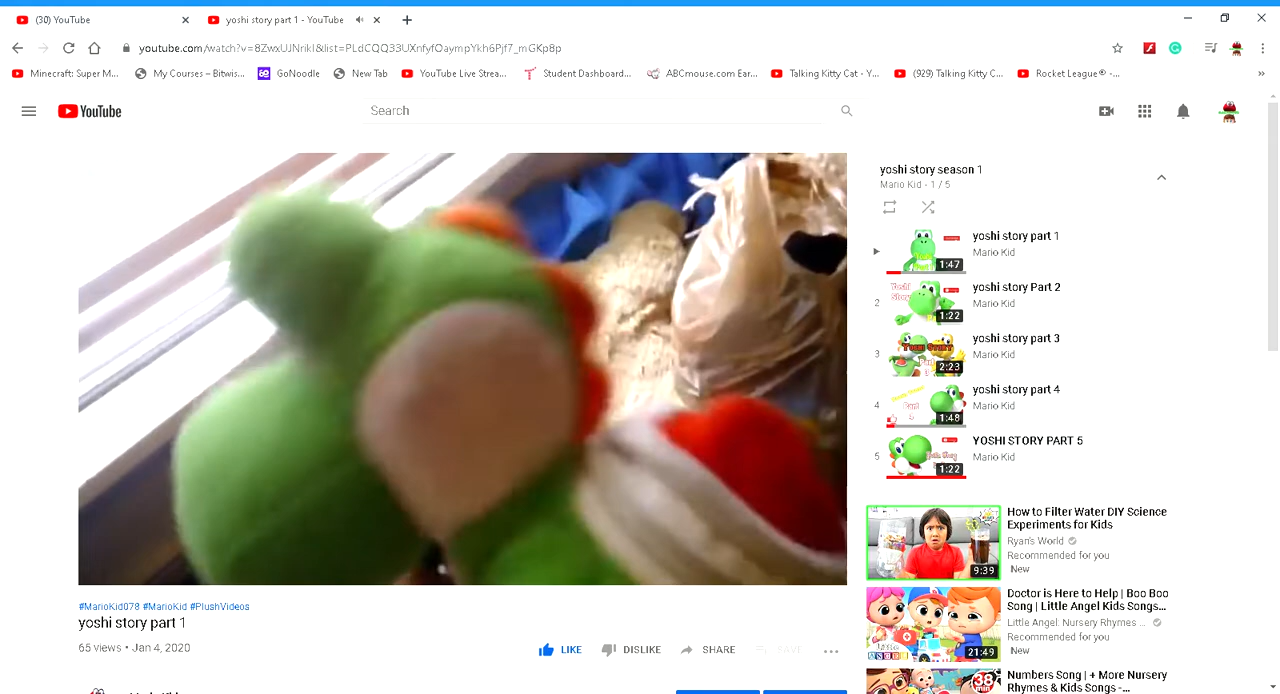 (30) YouTube
yoshi story part 1 - YouTube
youtube.com/watch?v=8ZwxUJNrikI&list=PLdCQQ33UXnfyfOaympYkh6Pjf7_mGKp8p
Minecraft: Super M...
My Courses – Bitwis...
GoNoodle
New Tab
YouTube Live Strea...
Student Dashboard...
ABCmouse.com Ear...
Talking Kitty Cat - Y...
(929) Talking Kitty C...
Rocket League® -...
YouTube
Search
yoshi story season 1
Mario Kid - 1 / 5
yoshi story part 1
Mario Kid
1:47
2
yoshi story Part 2
Mario Kid
1:22
3
yoshi story part 3
Mario Kid
2:23
4
yoshi story part 4
Mario Kid
1:48
5
YOSHI STORY PART 5
Mario Kid
1:22
How to Filter Water DIY Science
Experiments for Kids
Ryan's World
Recommended for you
New
9:39
Doctor is Here to Help | Boo Boo
Song | Little Angel Kids Songs...
Little Angel: Nursery Rhymes ...
Recommended for you
New
21:49
Numbers Song | + More Nursery
Rhymes & Kids Songs -...
38
min
#MarioKid078 #MarioKid #PlushVideos
yoshi story part 1
65 views • Jan 4, 2020
LIKE
DISLIKE
SHARE
SAVE